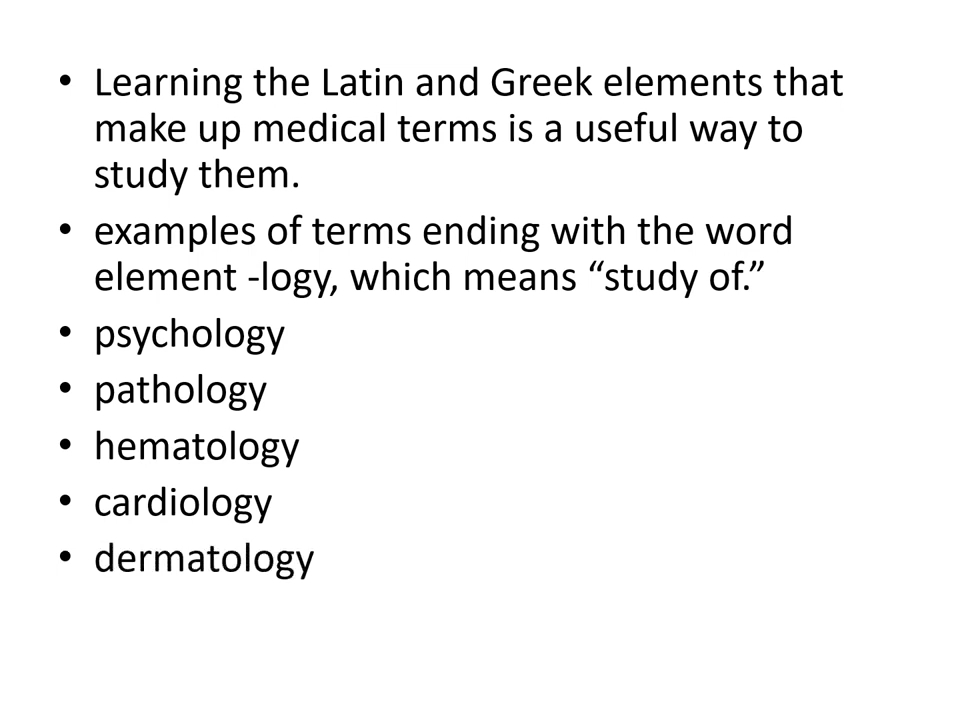 • Learning the Latin and Greek elements that
make up medical terms is a useful way to
study them.
• examples of terms ending with the word
element -logy, which means “study of.”
• psychology
• pathology
• hematology
• cardiology
• dermatology